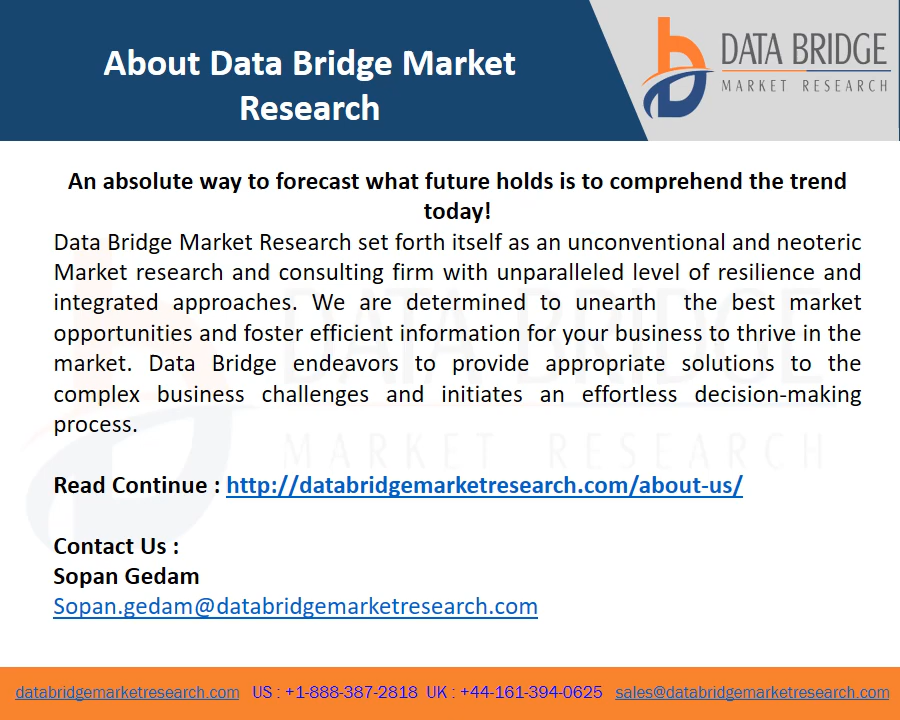 About Data Bridge Market
Research
DATA BRIDGE
MARKET RESEARCH
An absolute way to forecast what future holds is to comprehend the trend
today!
Data Bridge Market Research set forth itself as an unconventional and neoteric
Market research and consulting firm with unparalleled level of resilience and
integrated approaches. We are determined to unearth the best market
opportunities and foster efficient information for your business to thrive in the
market. Data Bridge endeavors to provide appropriate solutions to the
complex business challenges and initiates an effortless decision-making
process.
DATA BRIDGE
MARKET RESEARCH
Read Continue : http://databridgemarketresearch.com/about-us/
Contact Us :
Sopan Gedam
Sopan.gedam@databridgemarketresearch.com
databridgemarketresearch.com US : +1-888-387-2818 UK : +44-161-394-0625 sales@databridgemarketresearch.com